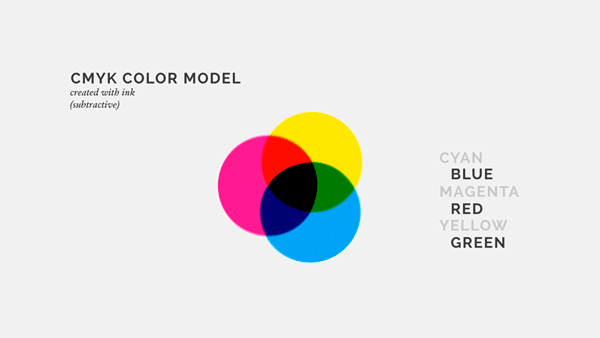 CMYK COLOR MODEL
created with ink
(subtractive)
CYAN
BLUE
MAGENTA
RED
YELLOW
GREEN